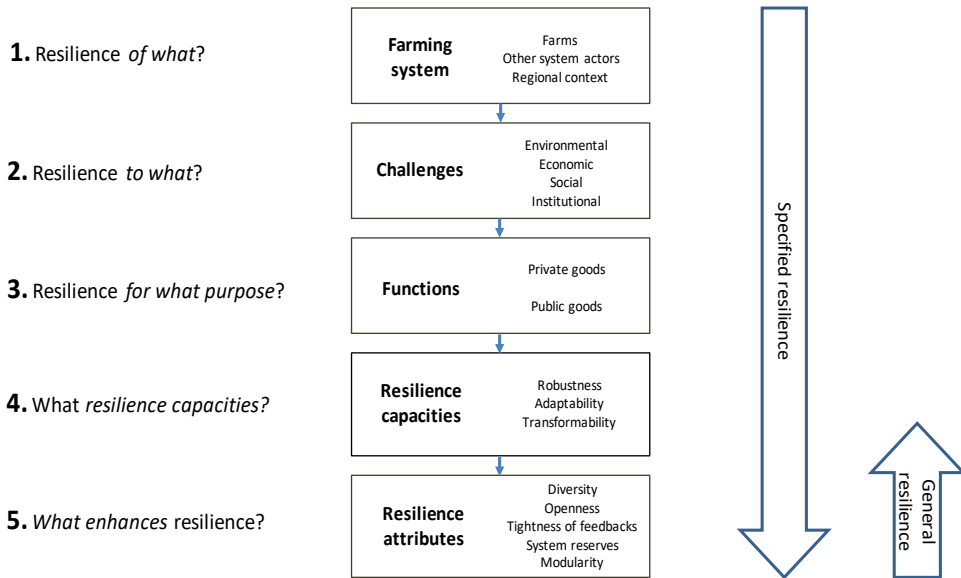 1. Resilience of what?
Farming
system
Farms
Other system actors
Regional context
2. Resilience to what?
Challenges
Environmental
Economic
Social
Institutional
3. Resilience for what purpose?
Functions
Private goods
Public goods
4. What resilience capacities?
Resilience
capacities
Robustness
Adaptability
Transformability
5. What enhances resilience?
Resilience
attributes
Diversity
Openness
Tightness of feedbacks
System reserves
Modularity
Specified resilience
General
resilience